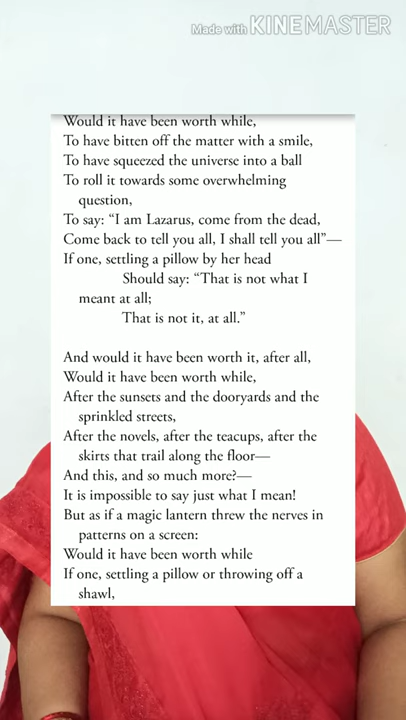 Made with KINEMASTER
Would it have been worth while,
To have bitten off the matter with a smile,
To have squeezed the universe into a ball
To roll it towards some overwhelming
question,
To say: “I am Lazarus, come from the dead,
Come back to tell you all, I shall tell you all”—
If one, settling a pillow by her head
Should say: “That is not what I
meant at all;
That is not it, at all.”

And would it have been worth it, after all,
Would it have been worth while,
After the sunsets and the dooryards and the
sprinkled streets,
After the novels, after the teacups, after the
skirts that trail along the floor—
And this, and so much more?—
It is impossible to say just what I mean!
But as if a magic lantern threw the nerves in
patterns on a screen:
Would it have been worth while
If one, settling a pillow or throwing off a
shawl,